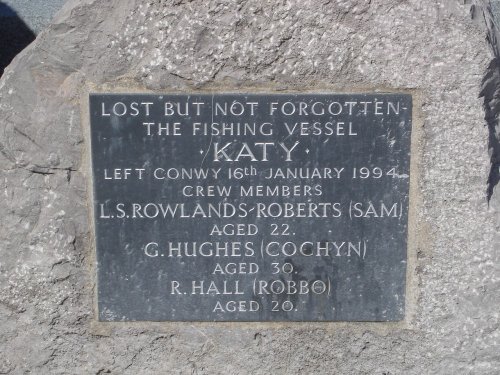 LOST BUT NOT FORGOTTEN
THE FISHING VESSEL
· KATY ·
LEFT CONWY 16th JANUARY 1994
CREW MEMBERS
L.S.ROWLANDS-ROBERTS (SAM)
AGED 22.
G.HUGHES (COCHYN)
AGED 30.
R.HALL (ROBBO)
AGED 20.